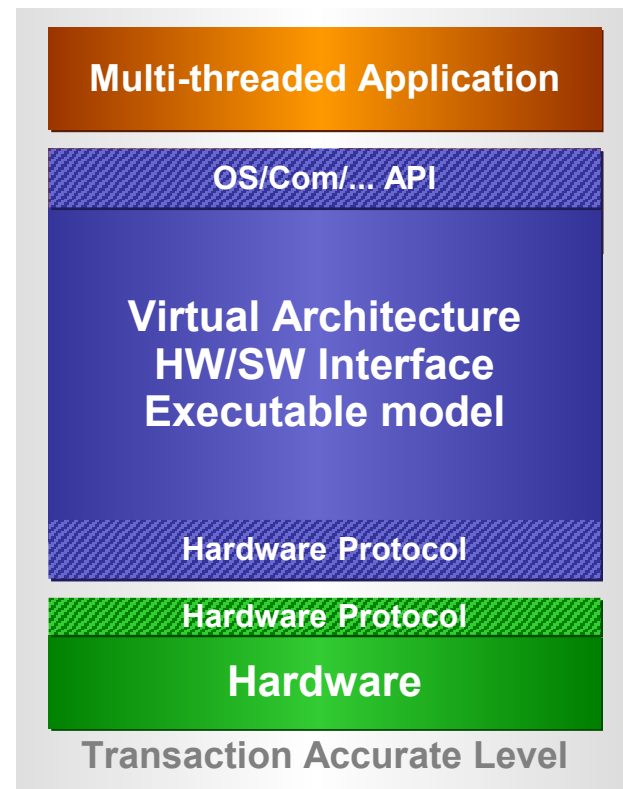 Multi-threaded Application
OS/Com/... API
Virtual Architecture
HW/SW Interface
Executable model
Hardware Protocol
Hardware Protocol
Hardware
Transaction Accurate Level